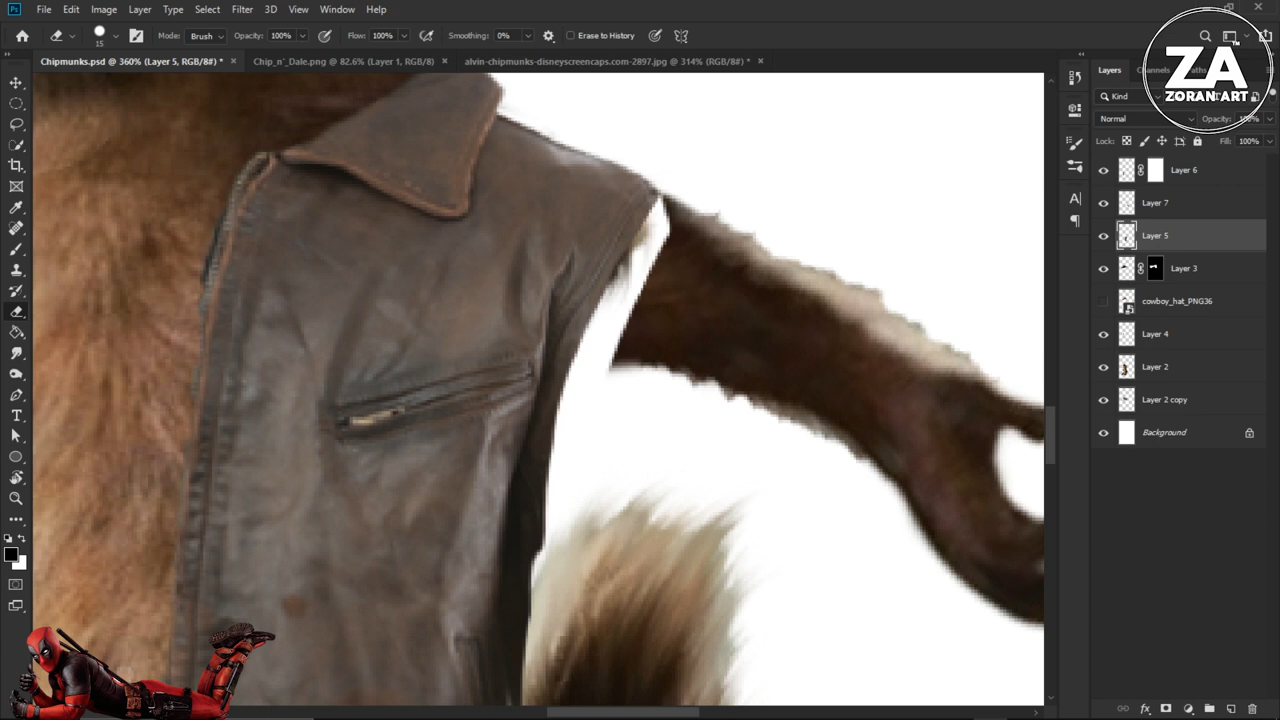 Ps File Edit Image Layer Type Select Filter 3D View Window Help
15 Mode: Brush Opacity: 100% Flow: 100% Smoothing: 0% Erase to History
Chipmunks.psd @ 360% (Layer 5, RGB/8#) * × Chip_n'_Dale.png @ 82.6% (Layer 1, RGB/8) × alvin-chipmunks-disneyscreencaps.com-2897.jpg @ 314% (RGB/8#) * ×
ZA™
ZORAN ART
Layers Channels Paths
Kind
Normal Opacity: 100%
Lock: Fill: 100%
Layer 6
Layer 7
Layer 5
Layer 3
cowboy_hat_PNG36
Layer 4
Layer 2
Layer 2 copy
Background